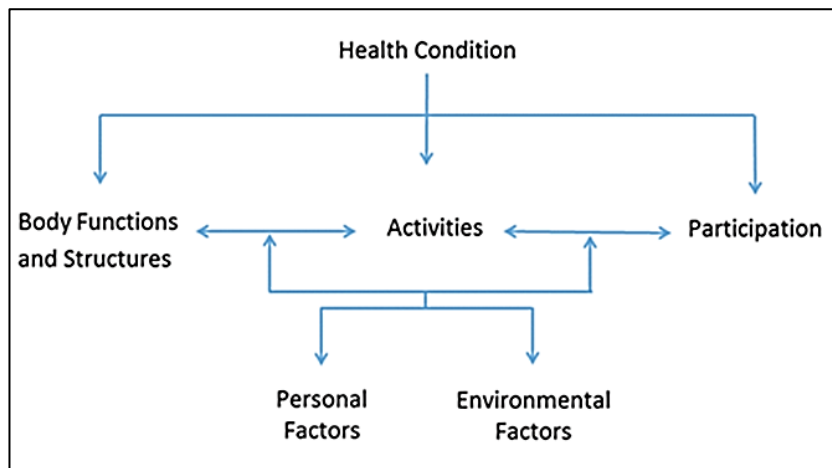 Health Condition
Body Functions
and Structures
Activities
Participation
Personal
Factors
Environmental
Factors